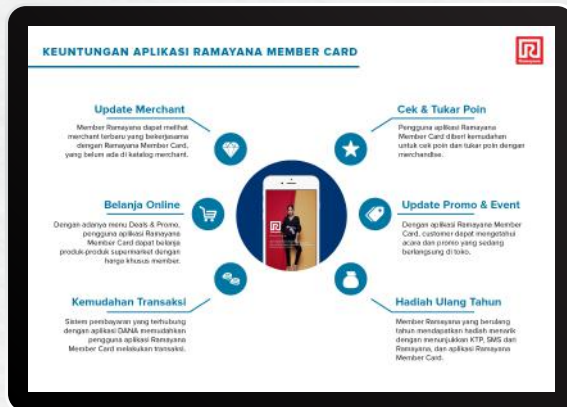 KEUNTUNGAN APLIKASI RAMAYANA MEMBER CARD
Ramayana
Update Merchant
Member Ramayana dapat melihat
merchant terbaru yang bekerjasama
dengan Ramayana Member Card,
yang belum ada di katalog merchant.
Cek & Tukar Poin
Pengguna aplikasi Ramayana
Member Card diberi kemudahan
untuk cek poin dan tukar poin dengan
merchandise.
Belanja Online
Dengan adanya menu Deals & Promo,
pengguna aplikasi Ramayana
Member Card dapat belanja
produk-produk supermarket dengan
harga khusus member.
Update Promo & Event
Dengan aplikasi Ramayana Member
Card, customer dapat mengetahui
acara dan promo yang sedang
berlangsung di toko.
Kemudahan Transaksi
Sistem pembayaran yang terhubung
dengan aplikasi DANA memudahkan
pengguna aplikasi Ramayana
Member Card melakukan transaksi.
Hadiah Ulang Tahun
Member Ramayana yang berulang
tahun mendapatkan hadiah menarik
dengan menunjukkan KTP, SMS dari
Ramayana, dan aplikasi Ramayana
Member Card.